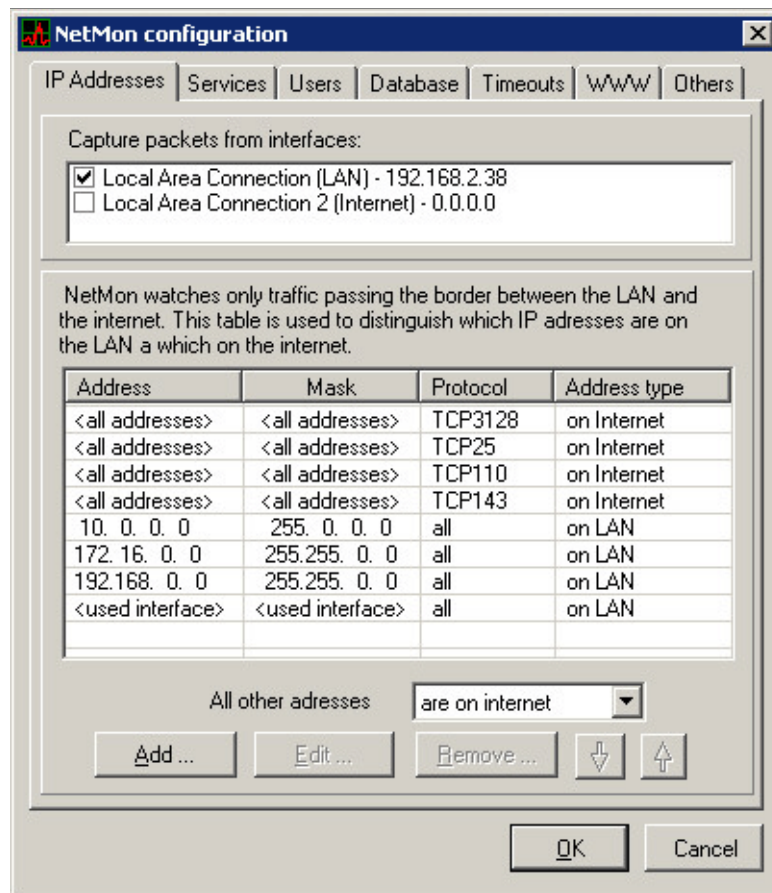 NetMon configuration
IP Addresses Services Users Database Timeouts WWW Others
Capture packets from interfaces:
Local Area Connection (LAN) - 192.168.2.38
Local Area Connection 2 (Internet) - 0.0.0.0
NetMon watches only traffic passing the border between the LAN and
the internet. This table is used to distinguish which IP adresses are on
the LAN a which on the internet.
Address Mask Protocol Address type
<all addresses> <all addresses> TCP3128 on Internet
<all addresses> <all addresses> TCP25 on Internet
<all addresses> <all addresses> TCP110 on Internet
<all addresses> <all addresses> TCP143 on Internet
10. 0. 0. 0 255. 0. 0. 0 all on LAN
172. 16. 0. 0 255.255. 0. 0 all on LAN
192.168. 0. 0 255.255. 0. 0 all on LAN
<used interface> <used interface> all on LAN
All other adresses are on internet
Add ... Edit ... Remove ...
OK Cancel